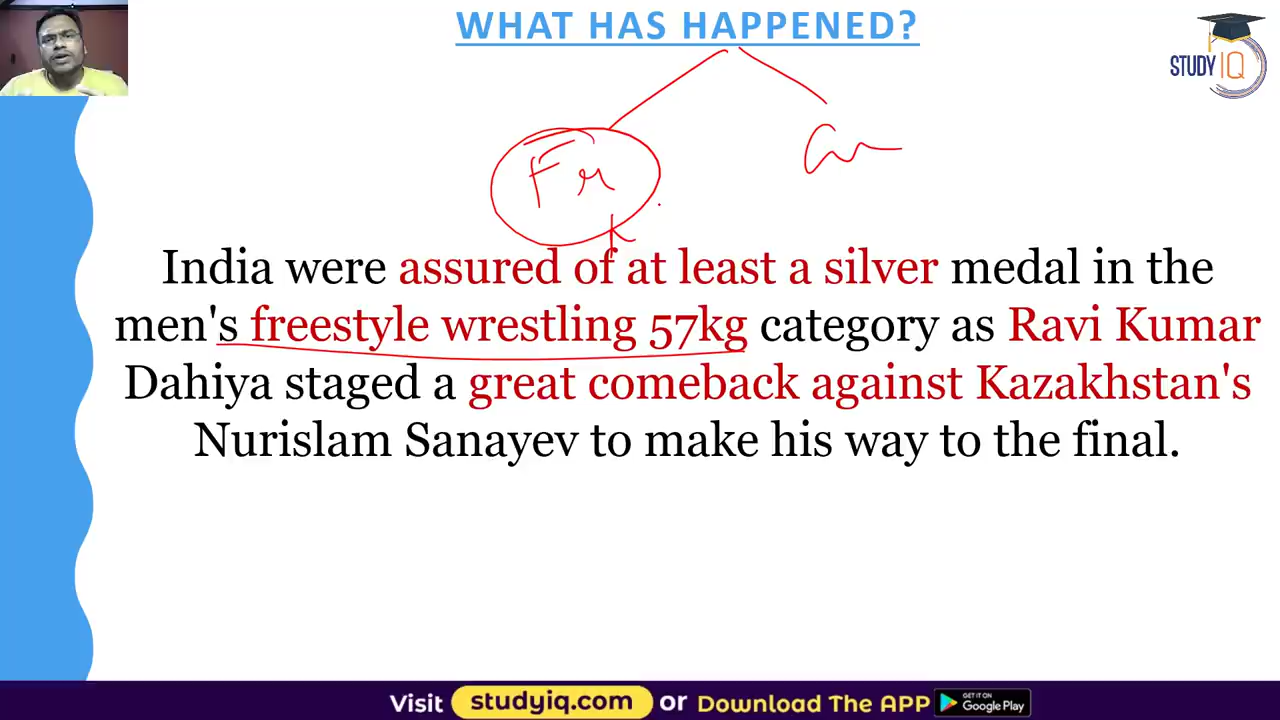 WHAT HAS HAPPENED?
STUDY IQ
Fr
India were assured of at least a silver medal in the
men's freestyle wrestling 57kg category as Ravi Kumar
Dahiya staged a great comeback against Kazakhstan's
Nurislam Sanayev to make his way to the final.
Visit studyiq.com or Download The APP GET IT ON Google Play